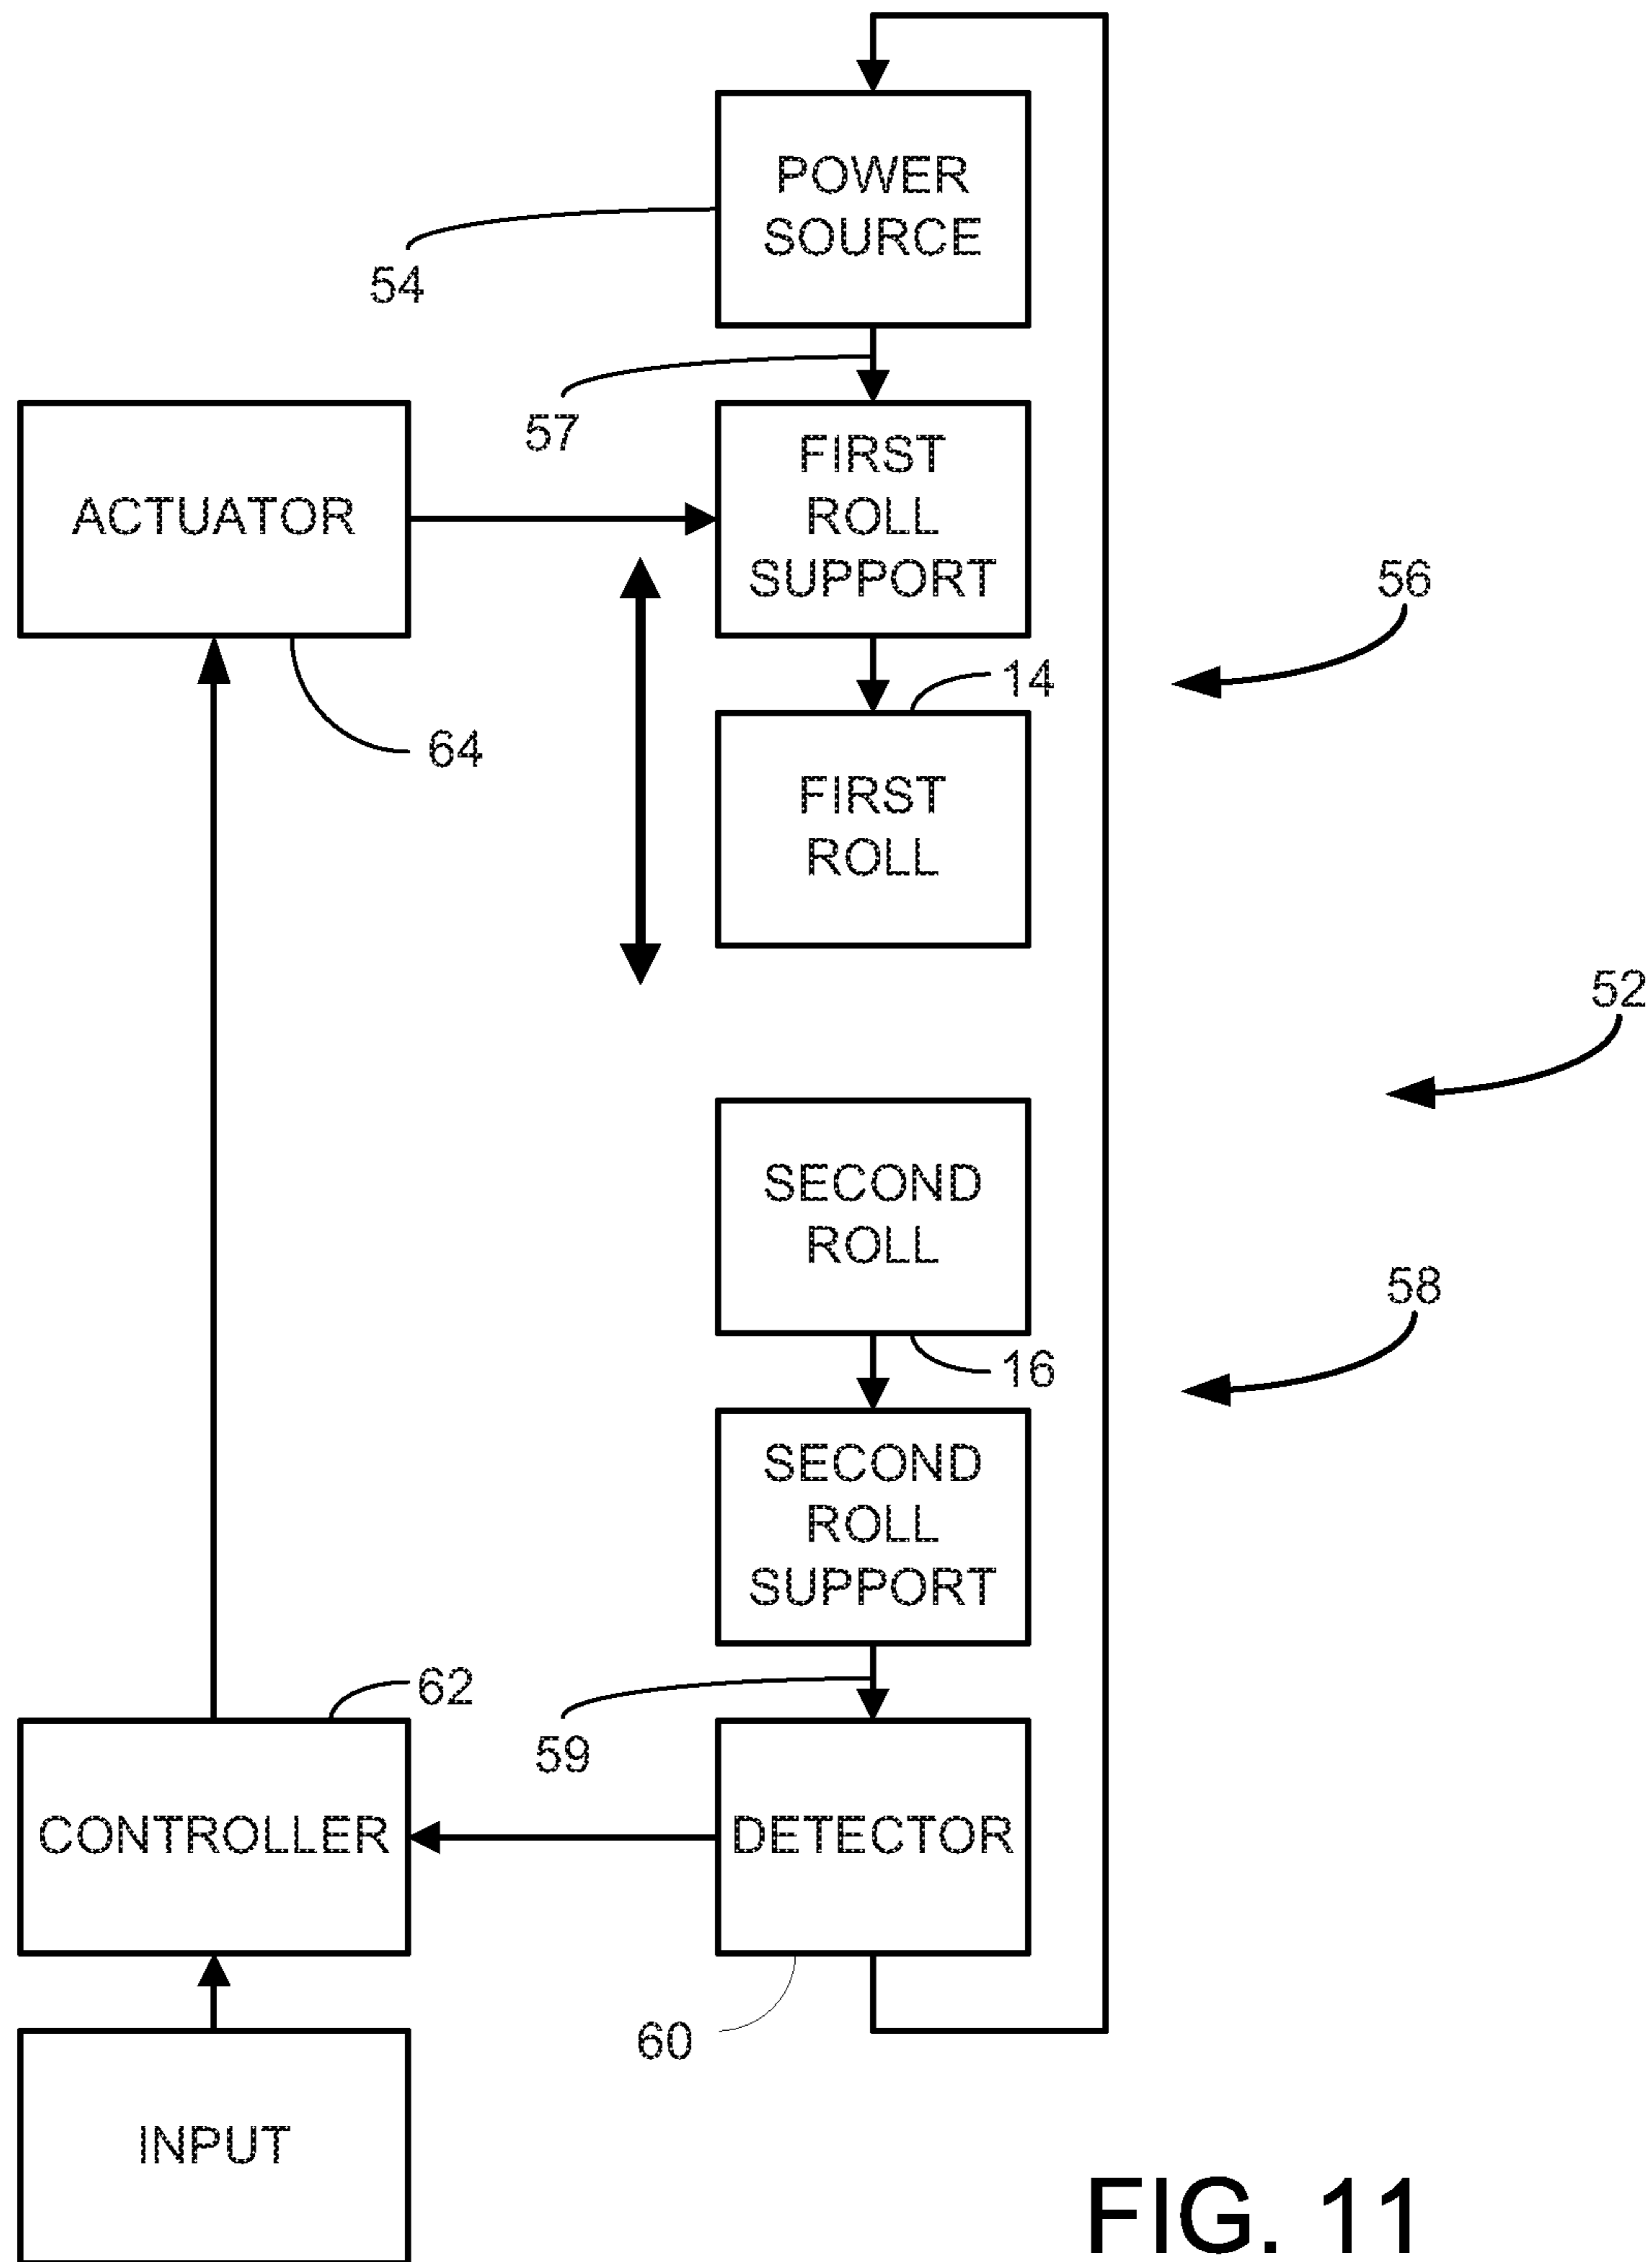 POWER
SOURCE
54
57
FIRST
ROLL
SUPPORT
ACTUATOR
56
14
64
FIRST
ROLL
52
SECOND
ROLL
58
16
SECOND
ROLL
SUPPORT
62
59
CONTROLLER
DETECTOR
60
INPUT
FIG. 11